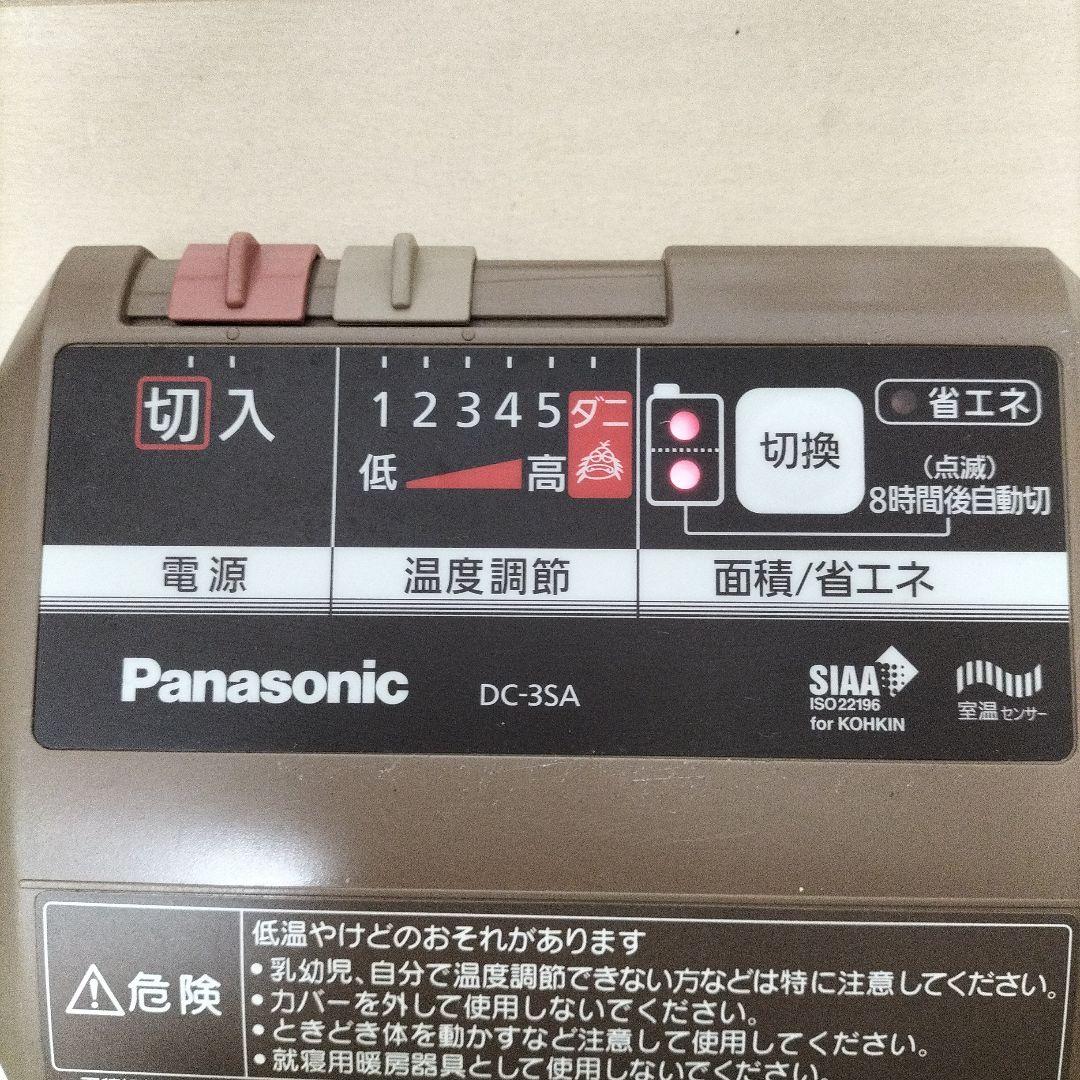 切 入
1 2 3 4 5 ダニ
低 高
切換
省エネ
(点滅)
8時間後自動切
電源
温度調節
面積/省エネ
Panasonic
DC-3SA
SIAA
ISO 22196
for KOHKIN
室温センサー
危険
低温やけどのおそれがあります
•乳幼児、自分で温度調節できない方などは特に注意してください。
•カバーを外して使用しないでください。
•ときどき体を動かすなど注意して使用してください。
•就寝用暖房器具として使用しないでください。